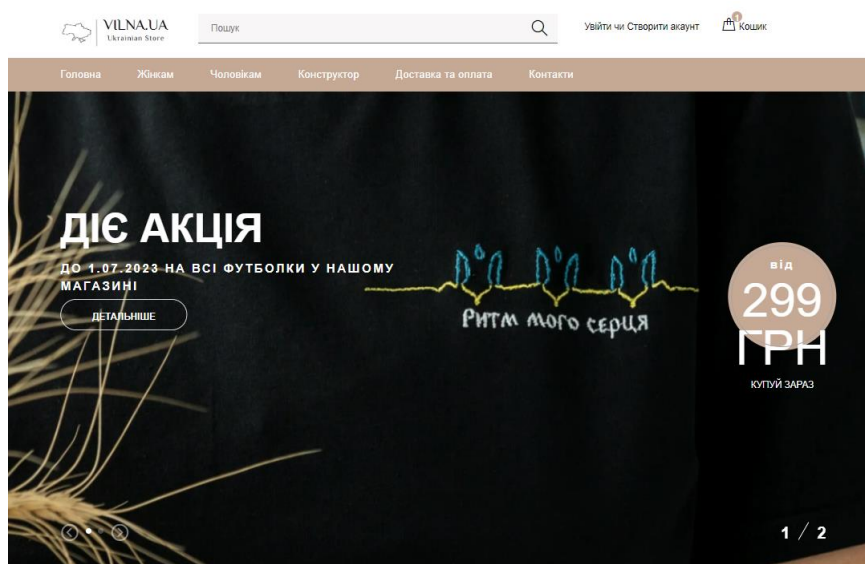 VILNA.UA
Ukrainian Store
Пошук
Увійти чи Створити акаунт
1
Кошик
Головна
Жінкам
Чоловікам
Конструктор
Доставка та оплата
Контакти
ДІЄ АКЦІЯ
ДО 1.07.2023 НА ВСІ ФУТБОЛКИ У НАШОМУ
МАГАЗИНІ
ДЕТАЛЬНІШЕ
Ритм мого серця
від
299
ГРН
КУПУЙ ЗАРАЗ
1 / 2